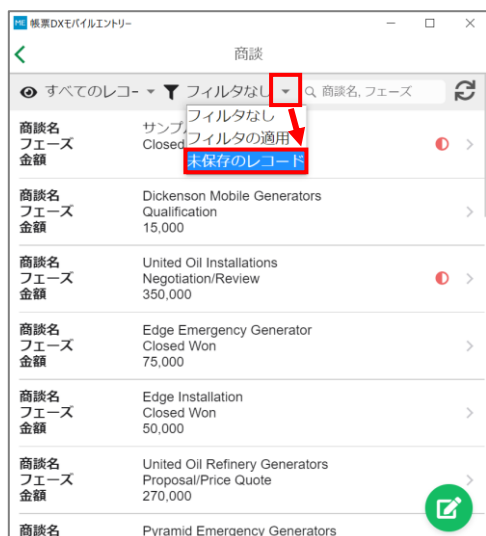 ME 帳票DXモバイルエントリー
商談
すべてのレコー フィルタなし 商談名, フェーズ
フィルタなし
フィルタの適用
未保存のレコード
商談名 サンプ
フェーズ Closed
金額
商談名 Dickenson Mobile Generators
フェーズ Qualification
金額 15,000
商談名 United Oil Installations
フェーズ Negotiation/Review
金額 350,000
商談名 Edge Emergency Generator
フェーズ Closed Won
金額 75,000
商談名 Edge Installation
フェーズ Closed Won
金額 50,000
商談名 United Oil Refinery Generators
フェーズ Proposal/Price Quote
金額 270,000
商談名 Pyramid Emergency Generators